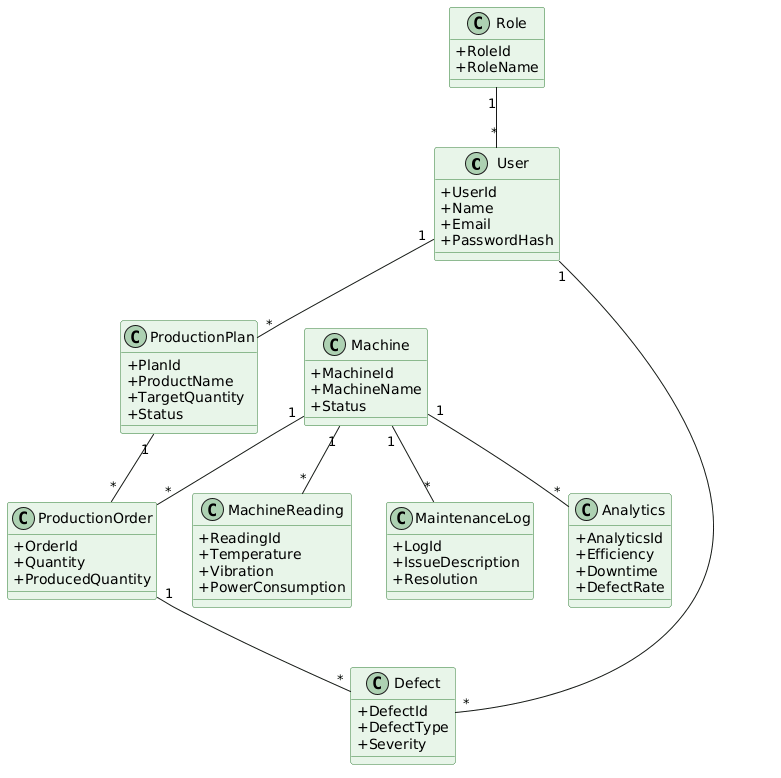 C Role
+RoleId
+RoleName
1
*
C User
+UserId
+Name
+Email
+PasswordHash
1
1
*
C ProductionPlan
+PlanId
+ProductName
+TargetQuantity
+Status
C Machine
+MachineId
+MachineName
+Status
1
1
1
1
1
*
*
*
*
*
C ProductionOrder
+OrderId
+Quantity
+ProducedQuantity
C MachineReading
+ReadingId
+Temperature
+Vibration
+PowerConsumption
C MaintenanceLog
+LogId
+IssueDescription
+Resolution
C Analytics
+AnalyticsId
+Efficiency
+Downtime
+DefectRate
1
*
*
C Defect
+DefectId
+DefectType
+Severity